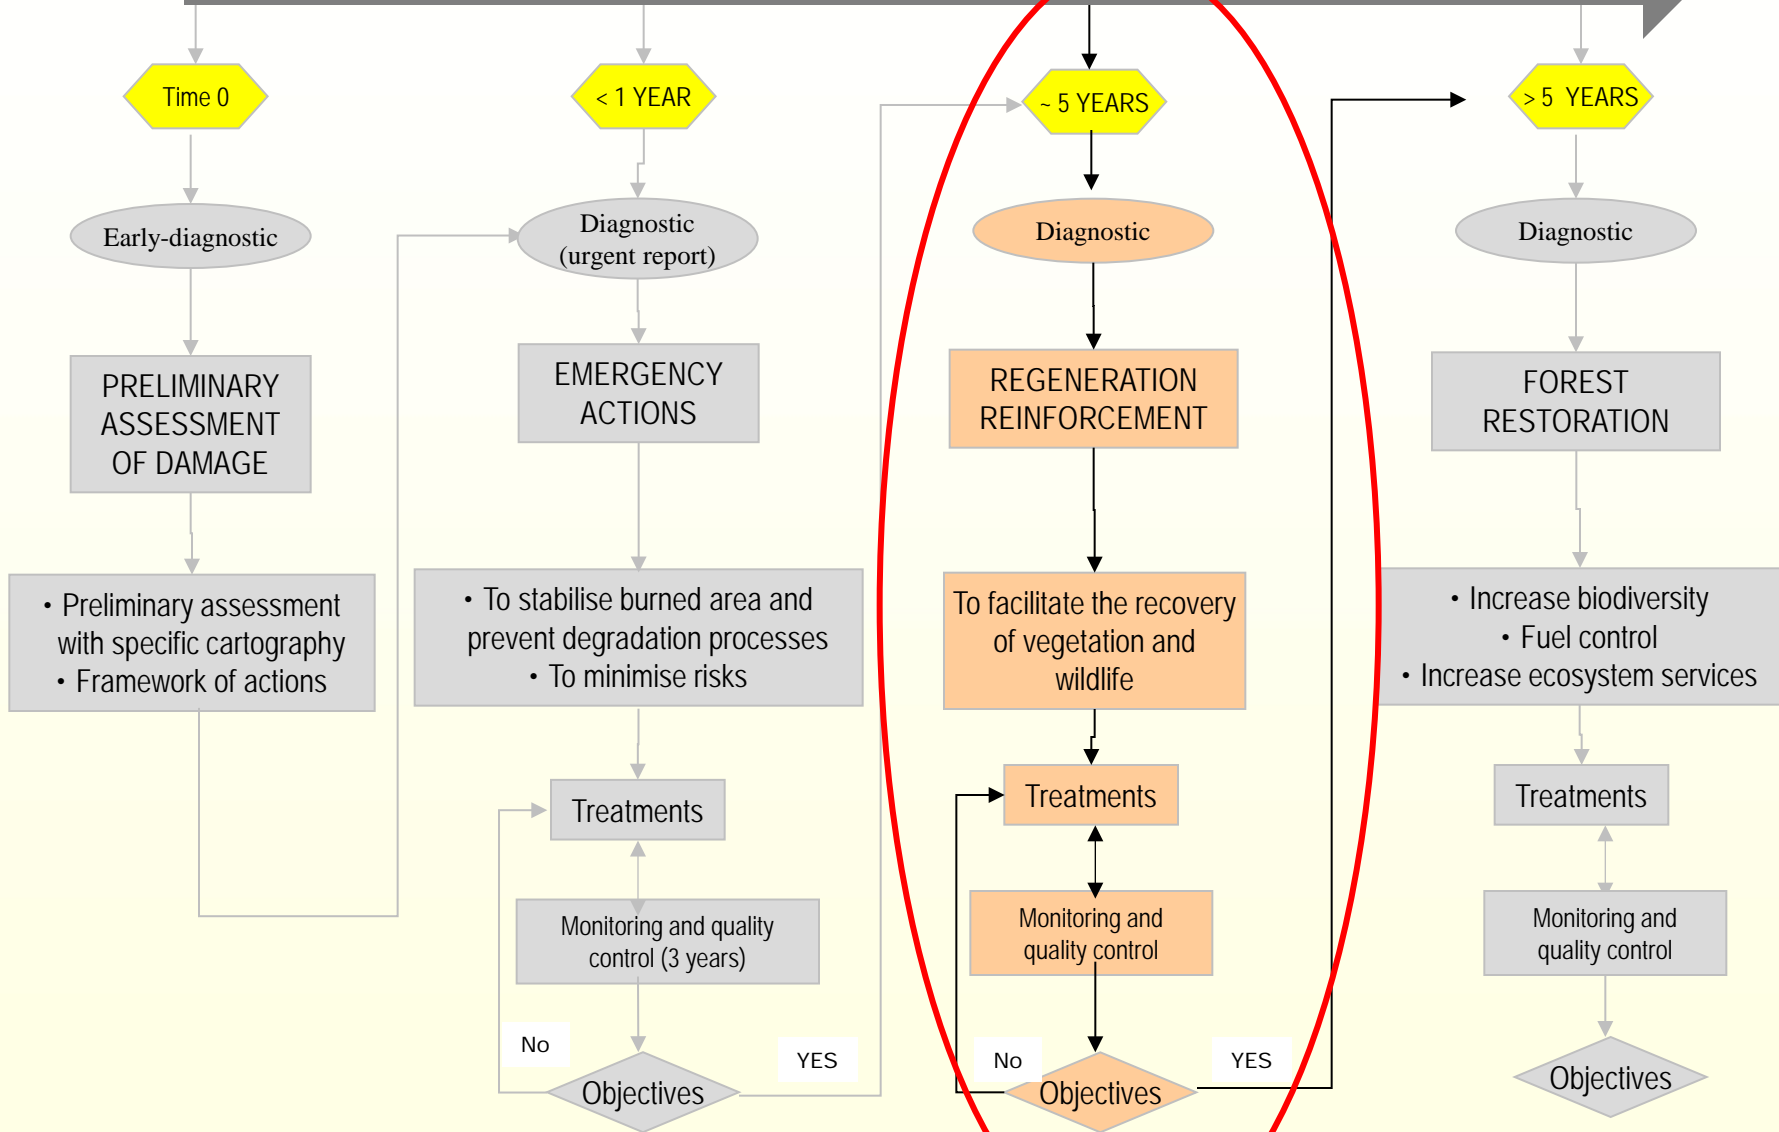 Time 0
< 1 YEAR
~ 5 YEARS
> 5 YEARS
Early-diagnostic
Diagnostic
(urgent report)
Diagnostic
Diagnostic
PRELIMINARY
ASSESSMENT
OF DAMAGE
EMERGENCY
ACTIONS
REGENERATION
REINFORCEMENT
FOREST
RESTORATION
• Preliminary assessment
with specific cartography
• Framework of actions
• To stabilise burned area and
prevent degradation processes
• To minimise risks
To facilitate the recovery
of vegetation and
wildlife
• Increase biodiversity
• Fuel control
• Increase ecosystem services
Treatments
Treatments
Treatments
Monitoring and quality
control (3 years)
Monitoring and
quality control
Monitoring and
quality control
No
YES
No
YES
Objectives
Objectives
Objectives